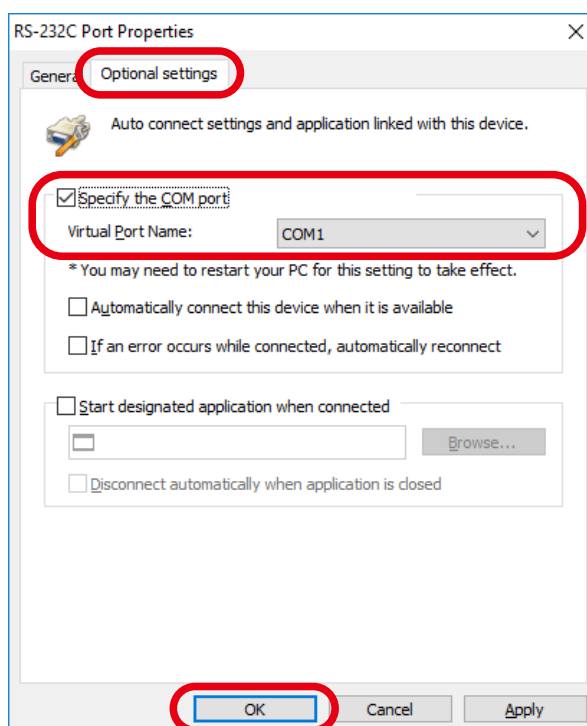 RS-232C Port Properties
General Optional settings
Auto connect settings and application linked with this device.
Specify the COM port
Virtual Port Name: COM1
* You may need to restart your PC for this setting to take effect.
Automatically connect this device when it is available
If an error occurs while connected, automatically reconnect
Start designated application when connected
Browse...
Disconnect automatically when application is closed
OK Cancel Apply